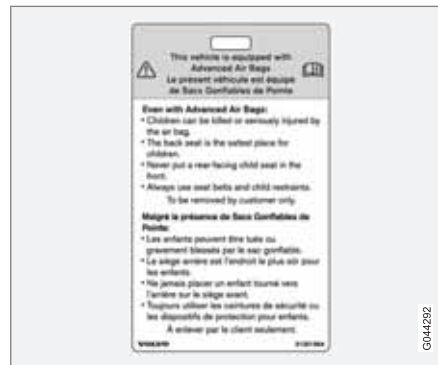 This vehicle is equipped with
Advanced Air Bags
Le présent véhicule est équipé
de Sacs Gonflables de Pointe
Even with Advanced Air Bags:
• Children can be killed or seriously injured by
the air bag.
• The back seat is the safest place for
children.
• Never put a rear-facing child seat in the
front.
• Always use seat belts and child restraints.
To be removed by customer only.
Malgré la présence de Sacs Gonflables de
Pointe:
• Les enfants peuvent être tués ou
gravement blessés par le sac gonflable.
• Le siège arrière est l'endroit le plus sûr pour
les enfants.
• Ne jamais placer un enfant tourné vers
l'arrière sur le siège avant.
• Toujours utiliser les ceintures de sécurité ou
les dispositifs de protection pour enfants.
À enlever par le client seulement.
VOLVO
G044292